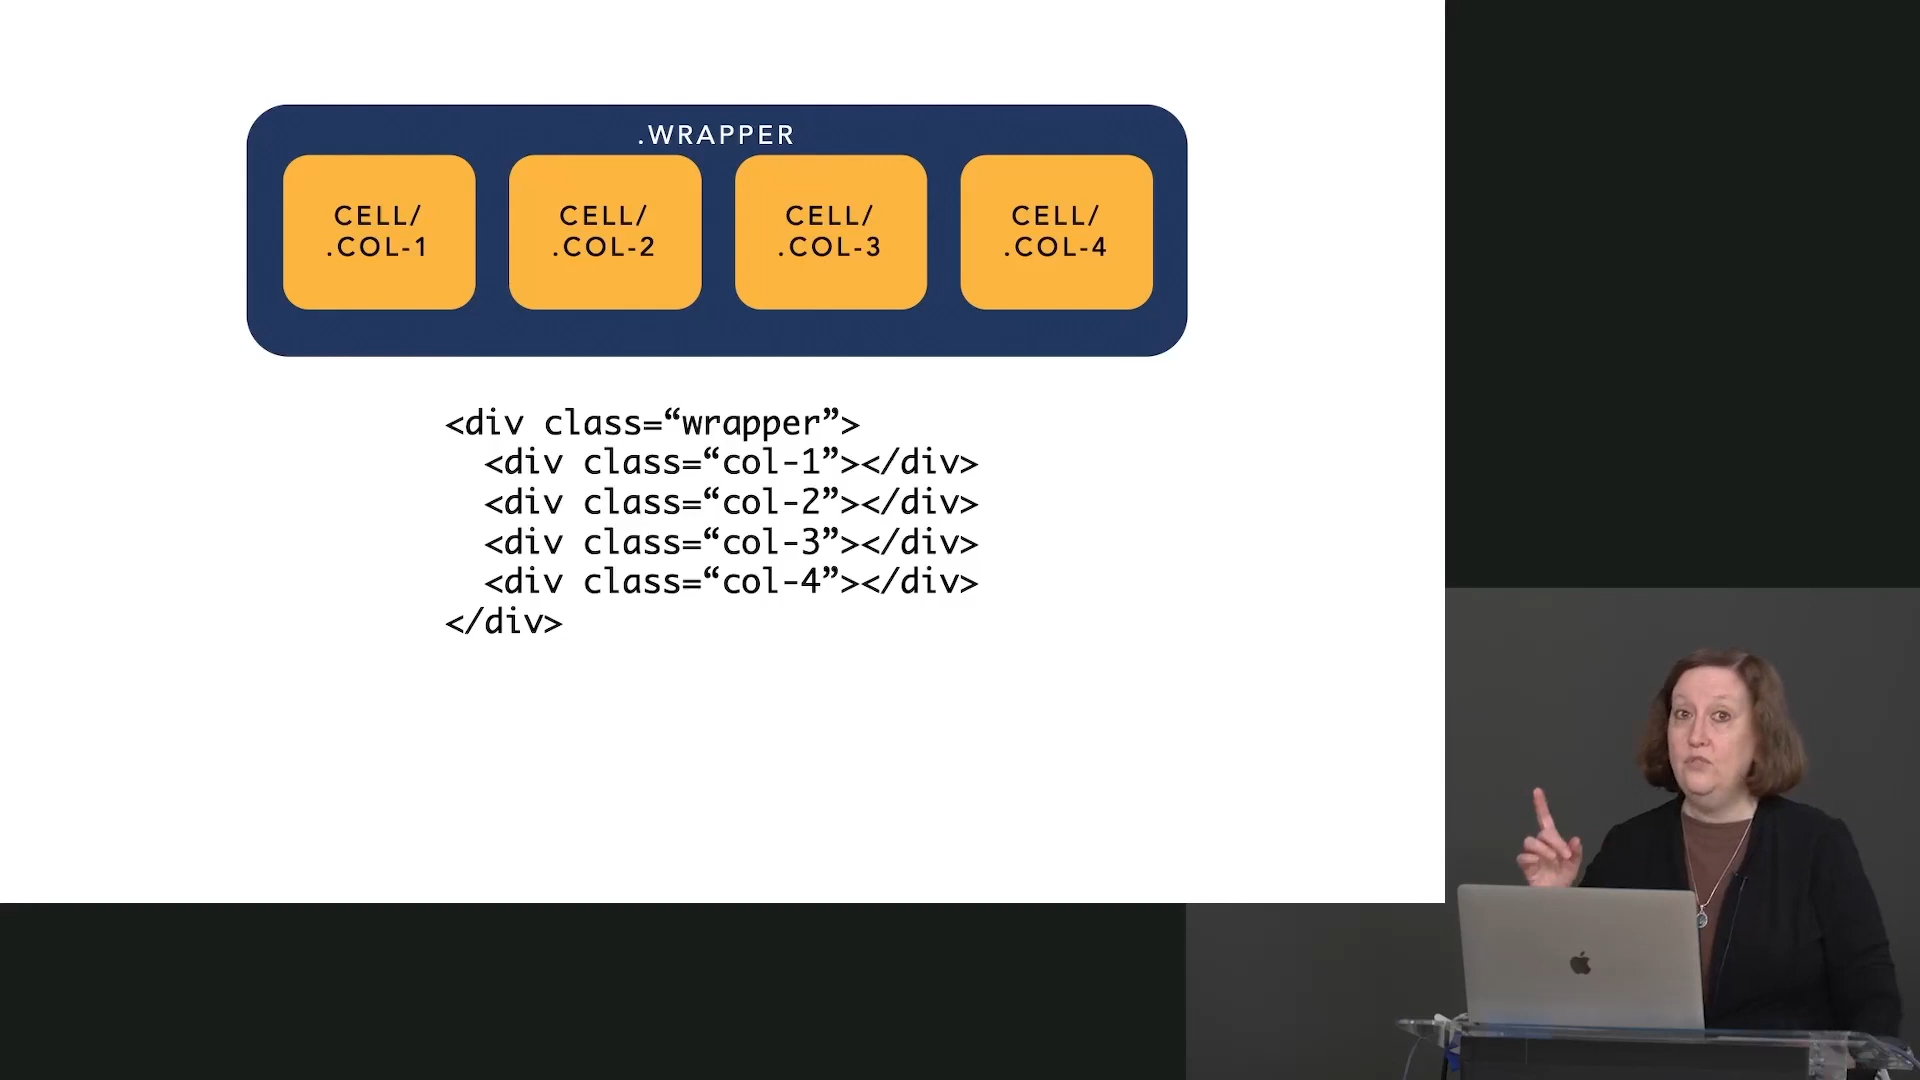 .WRAPPER
CELL/
.COL-1
CELL/
.COL-2
CELL/
.COL-3
CELL/
.COL-4
<div class=“wrapper”>
  <div class=“col-1”></div>
  <div class=“col-2”></div>
  <div class=“col-3”></div>
  <div class=“col-4”></div>
</div>